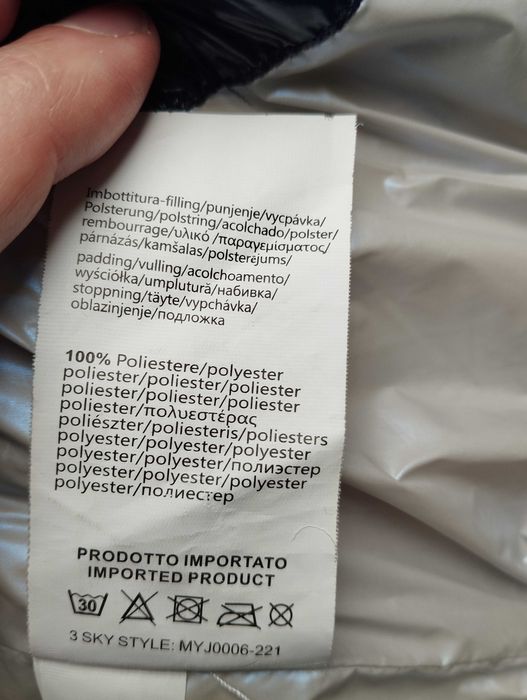 Imbottitura-filling/punjenje/vycpávka/
Polsterung/polstring/acolchado/polster/
rembourrage/υλικό /παραγεμίσματος/
párnázás/kamšalas/polsterējums/
padding/vulling/acolchoamento/
wyściółka/umplutură/набивка/
stoppning/täyte/vypchávka/
oblazinjenje/подложка
100% Poliestere/polyester
poliester/poliester/poliester
poliester/poliester/poliester
poliester/πολυεστέρας
poliészter/poliesteris/poliesters
polyester/polyester/polyester
polyester/polyester/полиэстер
polyester/polyester/polyester
polyester/полиестер
PRODOTTO IMPORTATO
IMPORTED PRODUCT
30
3 SKY STYLE: MYJ0006-221